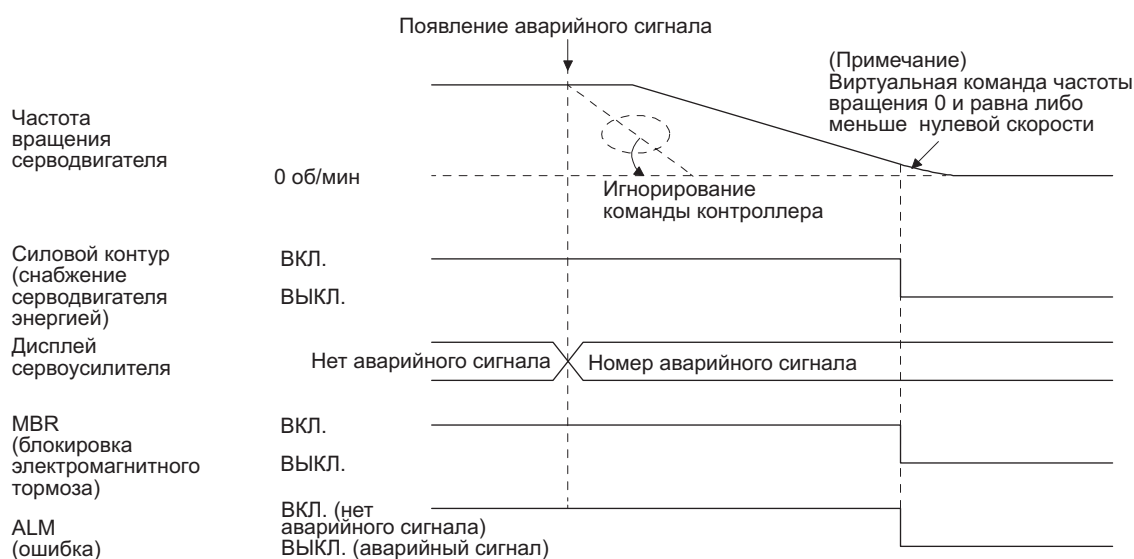 Появление аварийного сигнала
(Примечание)
Виртуальная команда частоты
вращения 0 и равна либо
меньше нулевой скорости
Частота
вращения
серводвигателя
0 об/мин
Игнорирование
команды контроллера
Силовой контур
(снабжение
серводвигателя
энергией)
ВКЛ.
ВЫКЛ.
Дисплей
сервоусилителя
Нет аварийного сигнала
Номер аварийного сигнала
MBR
(блокировка
электромагнитного
тормоза)
ВКЛ.
ВЫКЛ.
ALM
(ошибка)
ВКЛ. (нет
аварийного сигнала)
ВЫКЛ. (аварийный сигнал)